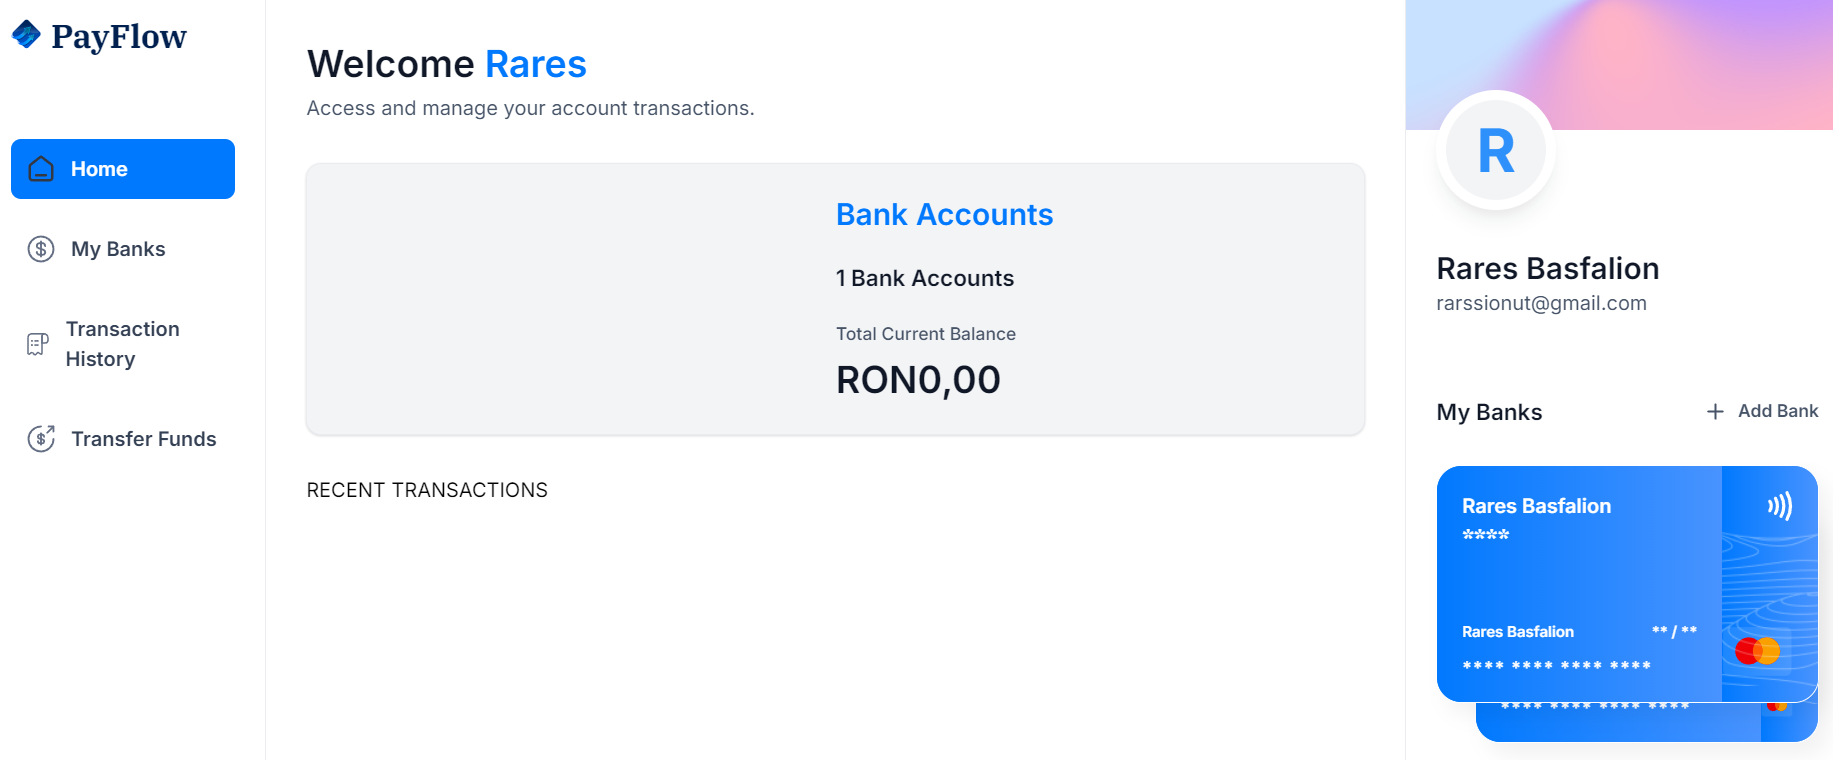 PayFlow
Home
My Banks
Transaction
History
Transfer Funds
Welcome Rares
Access and manage your account transactions.
Bank Accounts
1 Bank Accounts
Total Current Balance
RON0,00
RECENT TRANSACTIONS
R
Rares Basfalion
rarssionut@gmail.com
My Banks
+ Add Bank
Rares Basfalion
****
Rares Basfalion ** / **
**** **** **** ****
**** **** **** ****